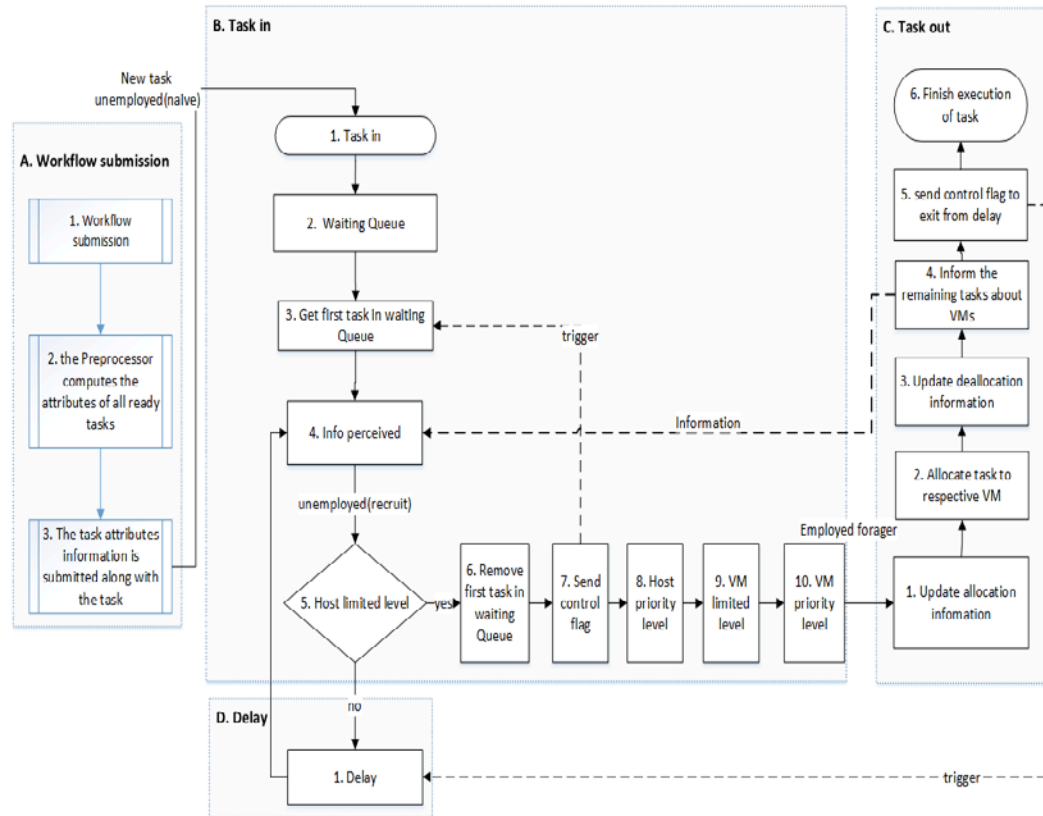 A. Workflow submission
1. Workflow
submission
2. the Preprocessor
computes the
attributes of all ready
tasks
3. The task attributes
information is
submitted along with
the task
New task
unemployed(naïve)
B. Task in
1. Task in
2. Waiting Queue
3. Get first task in waiting
Queue
trigger
4. Info perceived
Information
unemployed(recruit)
5. Host limited level
yes
no
6. Remove
first task in
waiting
Queue
7. Send
control
flag
8. Host
priority
level
9. VM
limited
level
10. VM
priority
level
Employed forager
C. Task out
6. Finish execution
of task
5. send control flag to
exit from delay
4. Inform the
remaining tasks about
VMs
3. Update deallocation
information
2. Allocate task to
respective VM
1. Update allocation
infomation
D. Delay
1. Delay
trigger